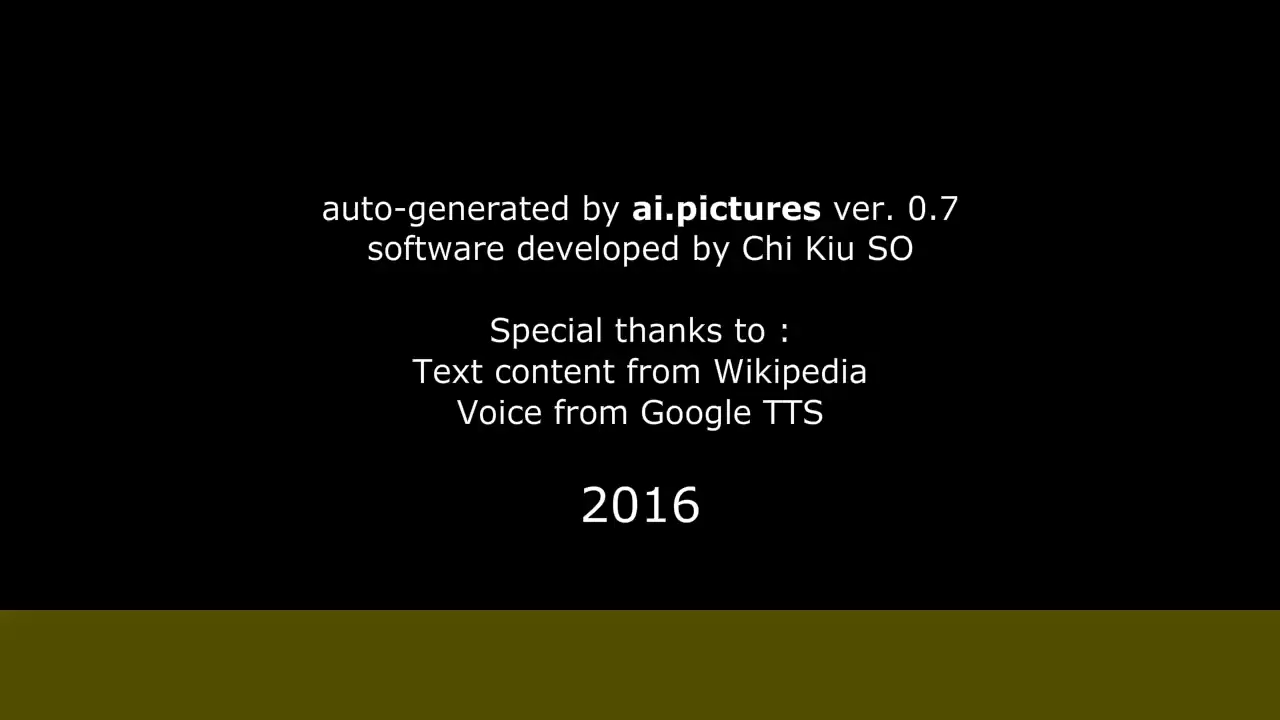 auto-generated by ai.pictures ver. 0.7
software developed by Chi Kiu SO
Special thanks to :
Text content from Wikipedia
Voice from Google TTS
2016